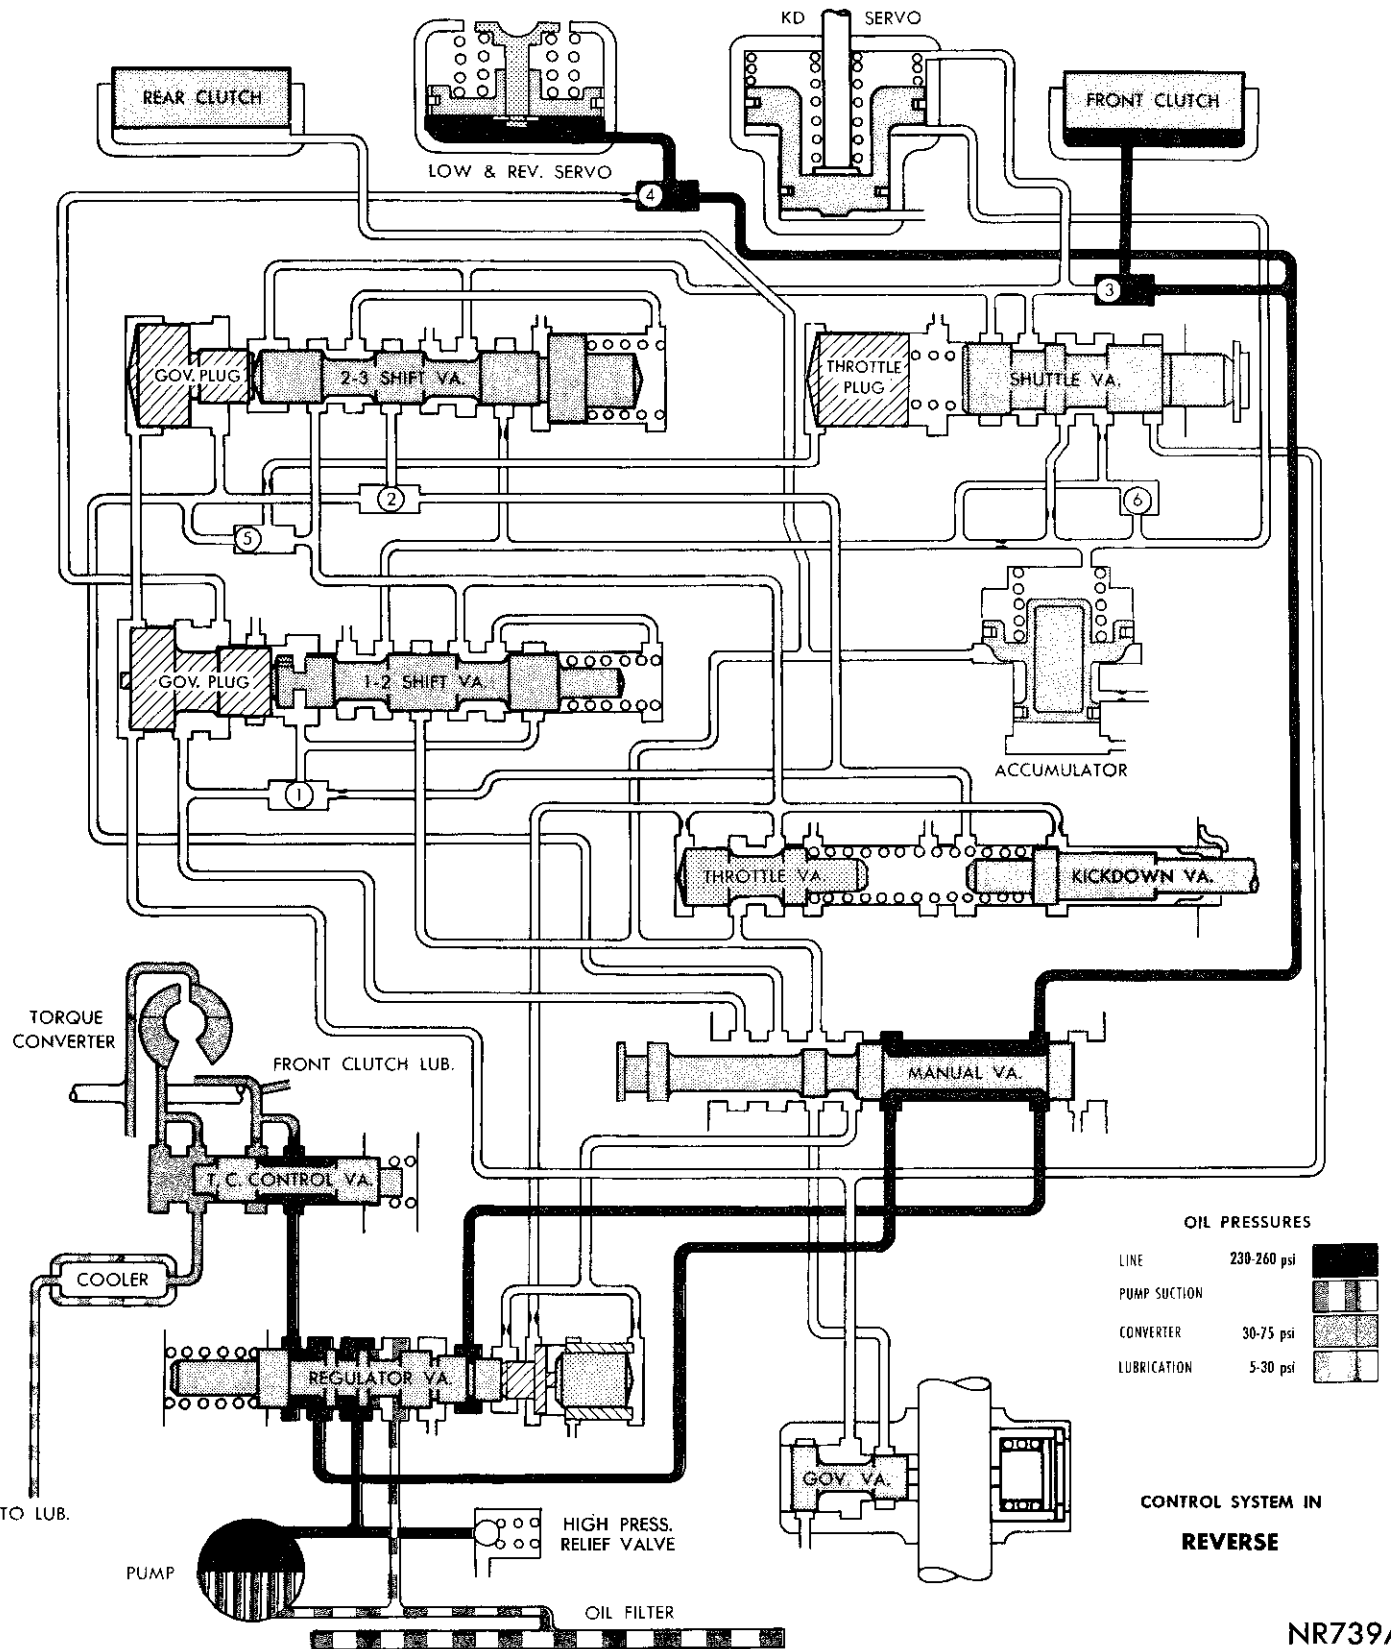 KD SERVO
REAR CLUTCH
FRONT CLUTCH
LOW & REV. SERVO
4
3
GOV. PLUG
2-3 SHIFT VA.
THROTTLE
PLUG
SHUTTLE VA.
2
6
5
GOV. PLUG
1-2 SHIFT VA.
ACCUMULATOR
1
THROTTLE VA.
KICKDOWN VA.
TORQUE
CONVERTER
FRONT CLUTCH LUB.
MANUAL VA.
T. C. CONTROL VA.
COOLER
OIL PRESSURES
LINE 230-260 psi
PUMP SUCTION
CONVERTER 30-75 psi
LUBRICATION 5-30 psi
REGULATOR VA.
GOV. VA.
TO LUB.
CONTROL SYSTEM IN
REVERSE
HIGH PRESS.
RELIEF VALVE
PUMP
OIL FILTER
NR739A